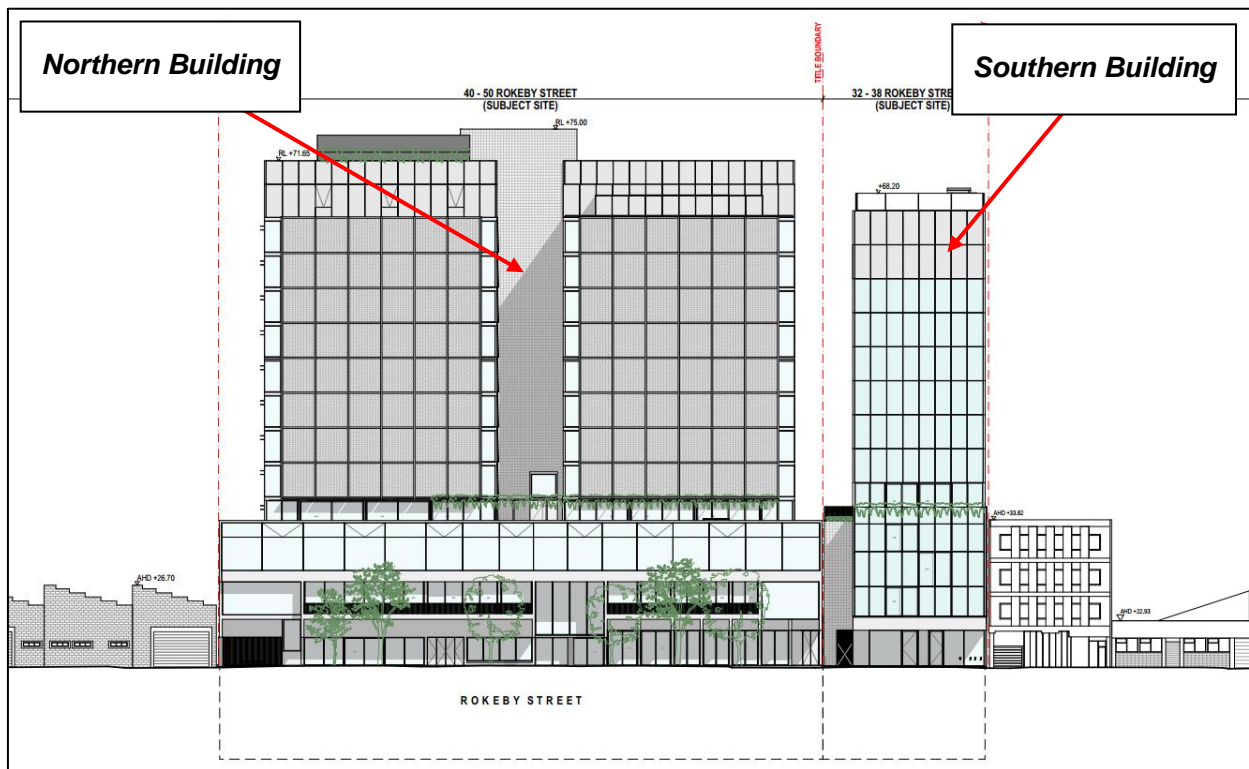 Northern Building
Southern Building
TITLE BOUNDARY
40 - 50 ROKEBY STREET
(SUBJECT SITE)
32 - 38 ROKEBY
(SUBJECT SITE)
RL +75.00
RL +71.65
+68.20
AHD +33.62
AHD +26.70
AHD +22.93
ROKEBY STREET